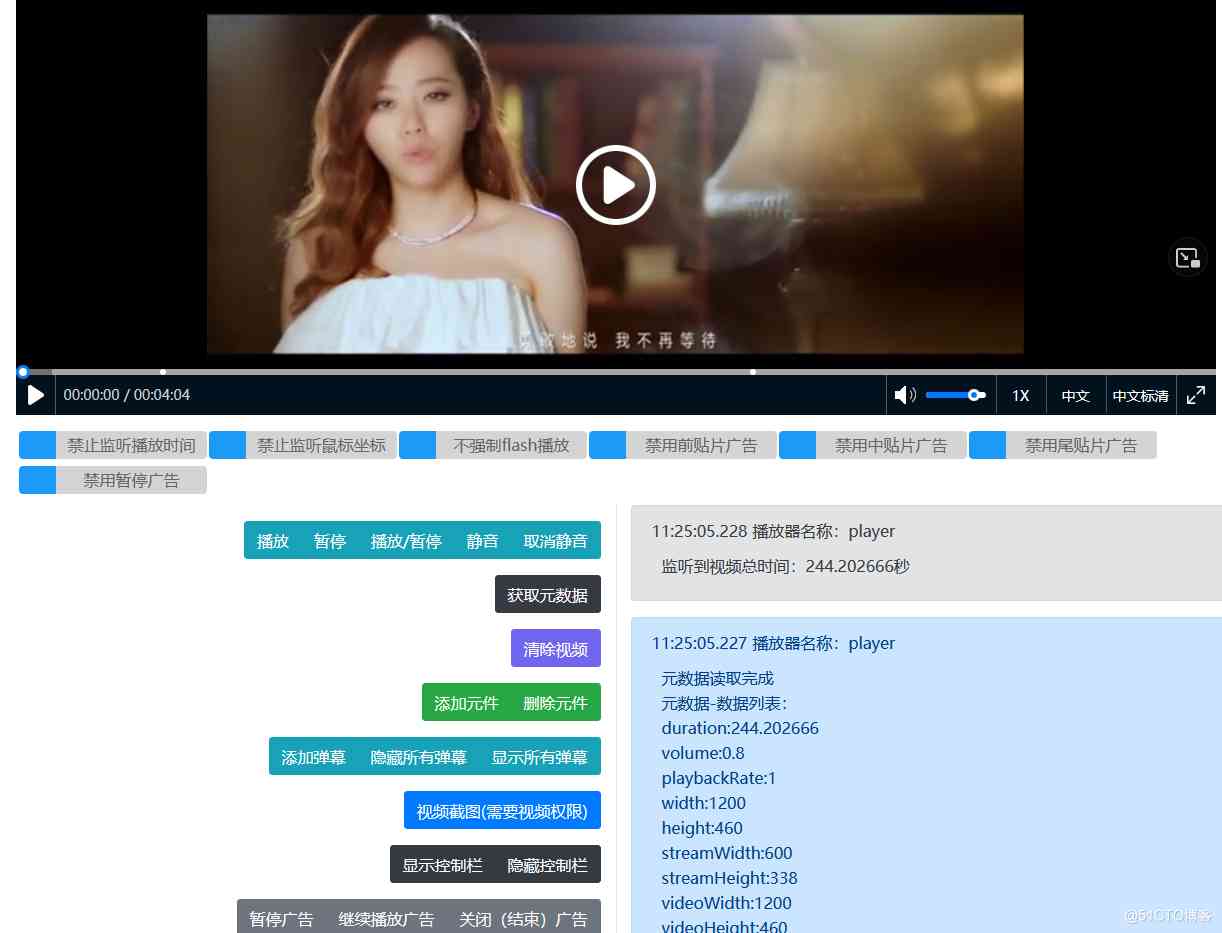 地说 我不再等待
00:00:00 / 00:04:04
1X
中文
中文标清
禁止监听播放时间
禁止监听鼠标坐标
不强制flash播放
禁用前贴片广告
禁用中贴片广告
禁用尾贴片广告
禁用暂停广告
播放 暂停 播放/暂停 静音 取消静音
获取元数据
清除视频
添加元件 删除元件
添加弹幕 隐藏所有弹幕 显示所有弹幕
视频截图(需要视频权限)
显示控制栏 隐藏控制栏
暂停广告 继续播放广告 关闭（结束）广告
11:25:05.228 播放器名称：player
监听到视频总时间：244.202666秒
11:25:05.227 播放器名称：player
元数据读取完成
元数据-数据列表：
duration:244.202666
volume:0.8
playbackRate:1
width:1200
height:460
streamWidth:600
streamHeight:338
videoWidth:1200
videoHeight:460
@51CTO博客